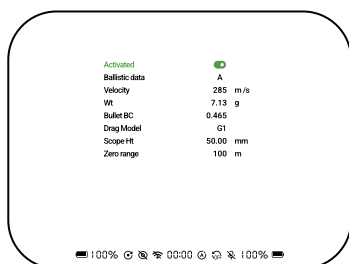 Activated
Ballistic data A
Velocity 285 m/s
Wt 7.13 g
Bullet BC 0.465
Drag Model G1
Scope Ht 50.00 mm
Zero range 100 m
100% 00:00 A 100%